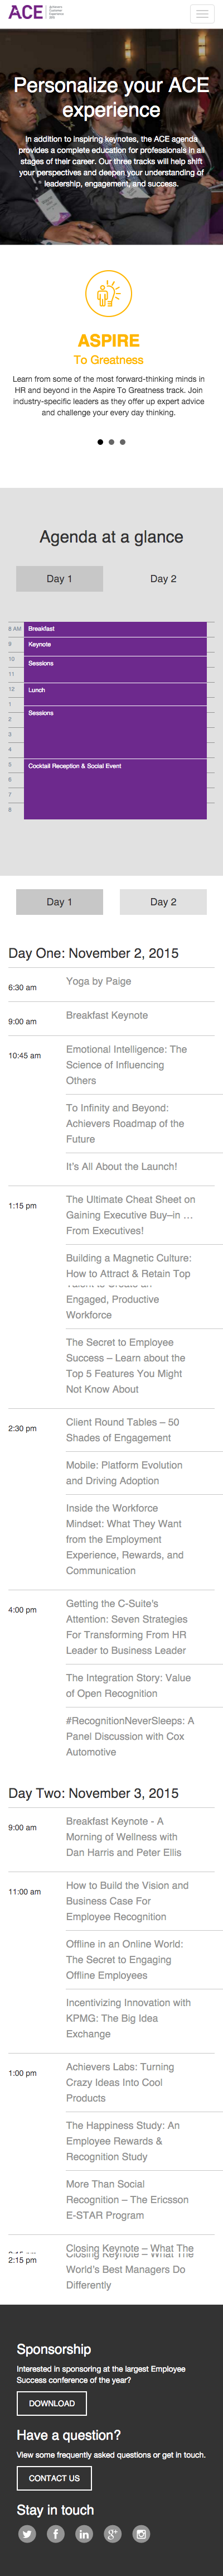 ACE
Personalize your ACE
experience
In addition to inspiring keynotes, the ACE agenda
provides a complete education for professionals in all
stages of their career. Our three tracks will help shift
your perspectives and deepen your understanding of
leadership, engagement, and success.
ASPIRE
To Greatness
Learn from some of the most forward-thinking minds in
HR and beyond in the Aspire To Greatness track. Join
industry-specific leaders as they offer up expert advice
and challenge your every day thinking.
Agenda at a glance
Day 1
Day 2
8 AM Breakfast
9 Keynote
10 Sessions
11
12 Lunch
1
2 Sessions
3
4
5 Cocktail Reception & Social Event
6
7
8
Day 1
Day 2
Day One: November 2, 2015
6:30 am Yoga by Paige
9:00 am Breakfast Keynote
10:45 am Emotional Intelligence: The
Science of Influencing
Others
To Infinity and Beyond:
Achievers Roadmap of the
Future
It's All About the Launch!
1:15 pm The Ultimate Cheat Sheet on
Gaining Executive Buy–in …
From Executives!
Building a Magnetic Culture:
How to Attract & Retain Top
Talent to Create an
Engaged, Productive
Workforce
The Secret to Employee
Success – Learn about the
Top 5 Features You Might
Not Know About
2:30 pm Client Round Tables – 50
Shades of Engagement
Mobile: Platform Evolution
and Driving Adoption
Inside the Workforce
Mindset: What They Want
from the Employment
Experience, Rewards, and
Communication
4:00 pm Getting the C-Suite's
Attention: Seven Strategies
For Transforming From HR
Leader to Business Leader
The Integration Story: Value
of Open Recognition
#RecognitionNeverSleeps: A
Panel Discussion with Cox
Automotive
Day Two: November 3, 2015
9:00 am Breakfast Keynote - A
Morning of Wellness with
Dan Harris and Peter Ellis
11:00 am How to Build the Vision and
Business Case For
Employee Recognition
Offline in an Online World:
The Secret to Engaging
Offline Employees
Incentivizing Innovation with
KPMG: The Big Idea
Exchange
1:00 pm Achievers Labs: Turning
Crazy Ideas Into Cool
Products
The Happiness Study: An
Employee Rewards &
Recognition Study
More Than Social
Recognition – The Ericsson
E-STAR Program
2:15 pm Closing Keynote – What The
World's Best Managers Do
Differently
Sponsorship
Interested in sponsoring at the largest Employee
Success conference of the year?
DOWNLOAD
Have a question?
View some frequently asked questions or get in touch.
CONTACT US
Stay in touch